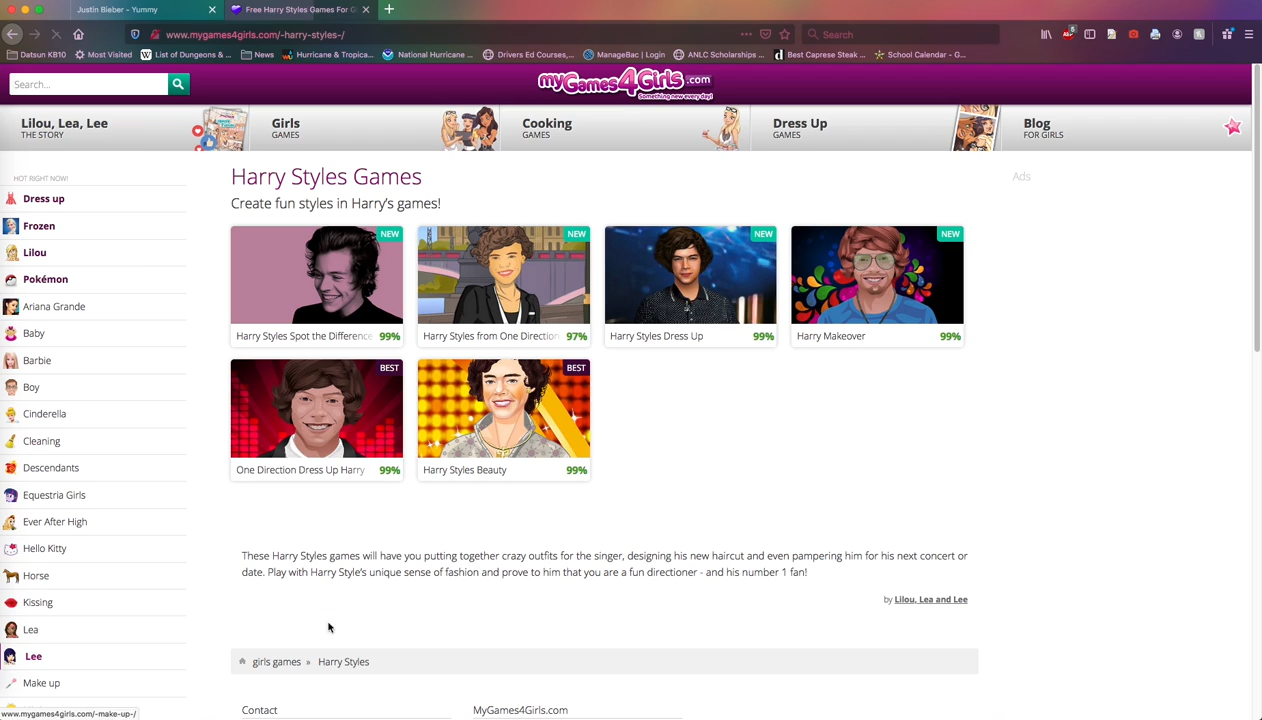 Justin Bieber - Yummy
Free Harry Styles Games For G
www.mygames4girls.com/-harry-styles-/
Search
Datsun KB10
Most Visited
List of Dungeons & ...
News
Hurricane & Tropica...
National Hurricane ...
Drivers Ed Courses,...
ManageBac | Login
ANLC Scholarships ...
Best Caprese Steak ...
School Calendar - G...
Search...
myGames4Girls.com
Something new every day!
Lilou, Lea, Lee
THE STORY
Girls
GAMES
Cooking
GAMES
Dress Up
GAMES
Blog
FOR GIRLS
HOT RIGHT NOW!
Dress up
Frozen
Lilou
Pokémon
Ariana Grande
Baby
Barbie
Boy
Cinderella
Cleaning
Descendants
Equestria Girls
Ever After High
Hello Kitty
Horse
Kissing
Lea
Lee
Make up
www.mygames4girls.com/-make-up-/
Harry Styles Games
Create fun styles in Harry's games!
Ads
NEW
NEW
NEW
NEW
Harry Styles Spot the Difference 99%
Harry Styles from One Direction 97%
Harry Styles Dress Up 99%
Harry Makeover 99%
BEST
BEST
One Direction Dress Up Harry 99%
Harry Styles Beauty 99%
These Harry Styles games will have you putting together crazy outfits for the singer, designing his new haircut and even pampering him for his next concert or
date. Play with Harry Style's unique sense of fashion and prove to him that you are a fun directioner - and his number 1 fan!
by Lilou, Lea and Lee
girls games » Harry Styles
Contact
MyGames4Girls.com